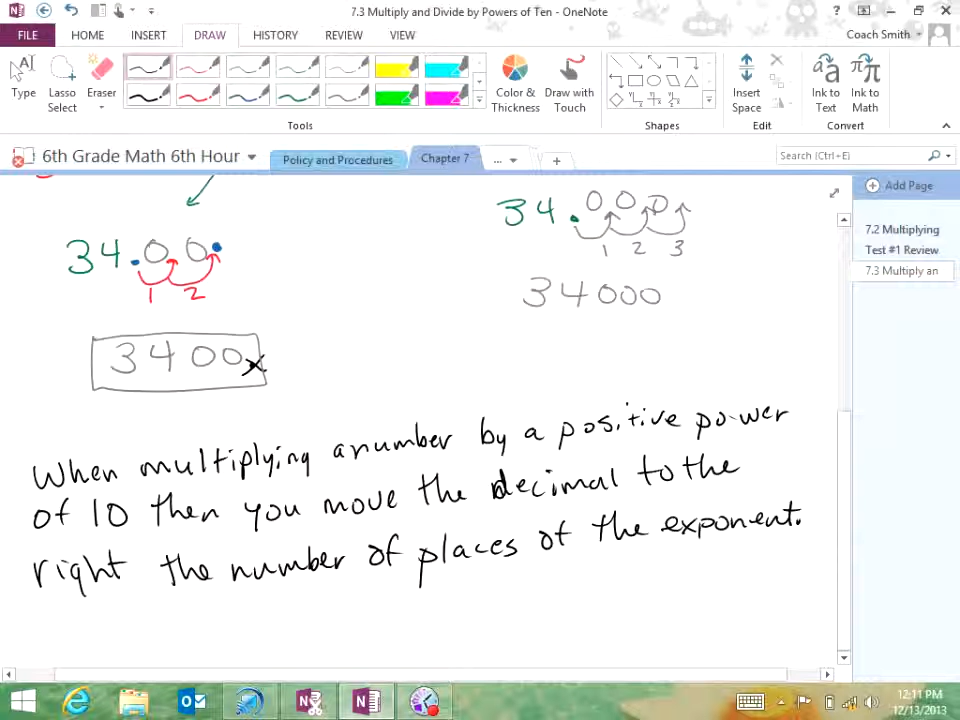 7.3 Multiply and Divide by Powers of Ten - OneNote
FILE HOME INSERT DRAW HISTORY REVIEW VIEW Coach Smith
Type Lasso Select Eraser Color & Thickness Draw with Touch Insert Space Ink to Text Ink to Math
Tools Shapes Edit Convert
6th Grade Math 6th Hour Policy and Procedures Chapter 7 ... Search (Ctrl+E)
Add Page
7.2 Multiplying
Test #1 Review
7.3 Multiply an
34.00.
1 2
3400
34.000
1 2 3
34000
When multiplying a number by a positive power
of 10 then you move the decimal to the
right the number of places of the exponent.
12:11 PM
12/13/2013